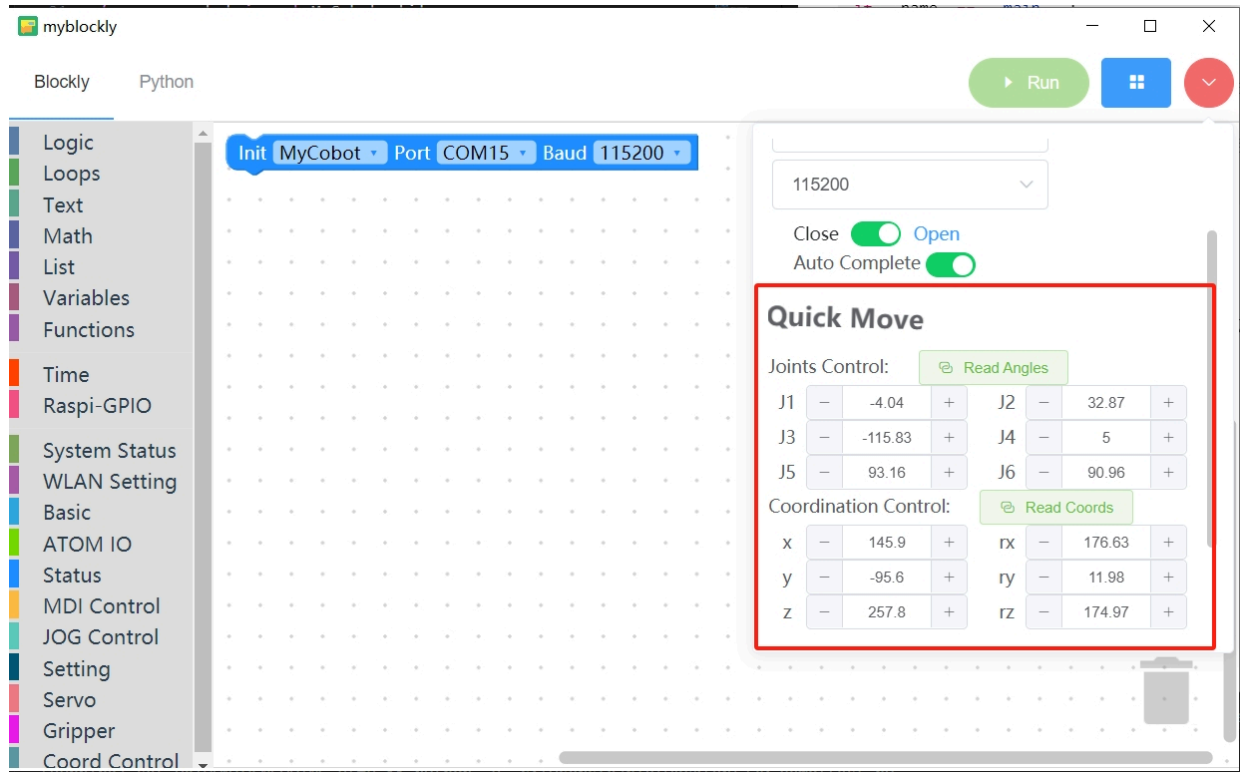 myblockly
Blockly Python Run
Logic
Loops
Text
Math
List
Variables
Functions
Time
Raspi-GPIO
System Status
WLAN Setting
Basic
ATOM IO
Status
MDI Control
JOG Control
Setting
Servo
Gripper
Coord Control
Init MyCobot Port COM15 Baud 115200
115200
Close Open
Auto Complete
Quick Move
Joints Control: Read Angles
J1 − -4.04 + J2 − 32.87 +
J3 − -115.83 + J4 − 5 +
J5 − 93.16 + J6 − 90.96 +
Coordination Control: Read Coords
x − 145.9 + rx − 176.63 +
y − -95.6 + ry − 11.98 +
z − 257.8 + rz − 174.97 +